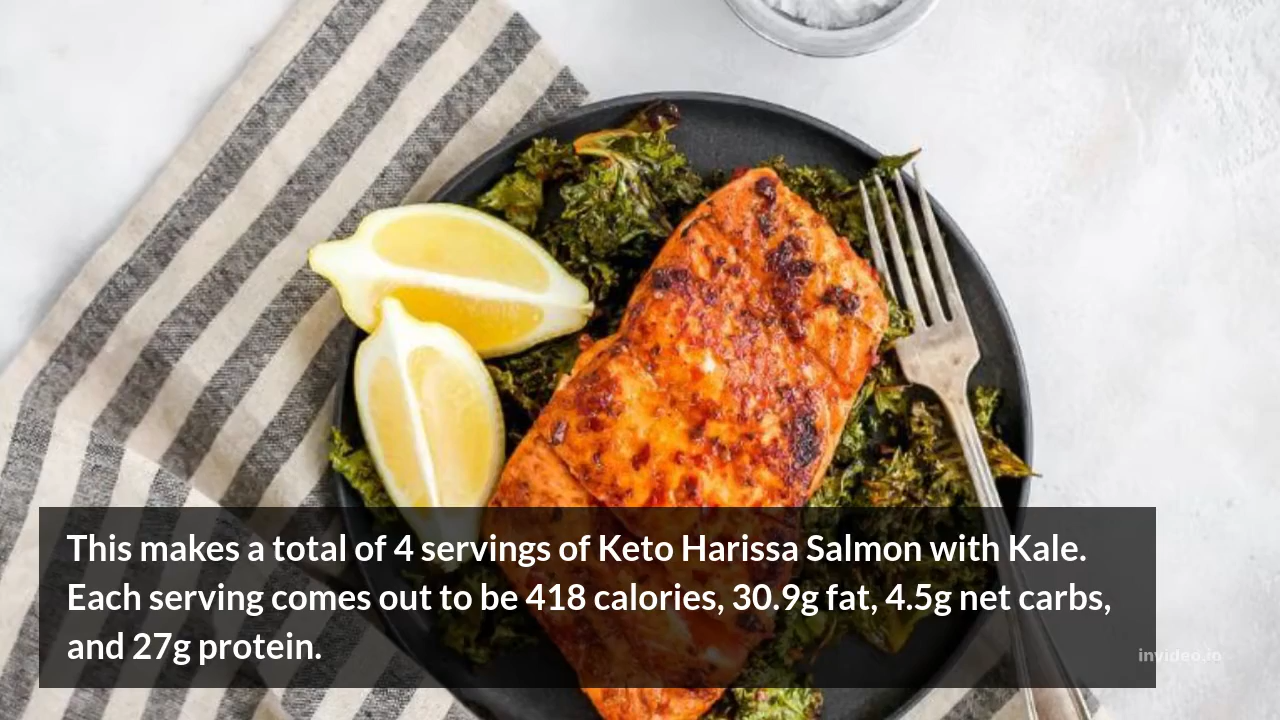 This makes a total of 4 servings of Keto Harissa Salmon with Kale.
Each serving comes out to be 418 calories, 30.9g fat, 4.5g net carbs,
and 27g protein.
invideo.io